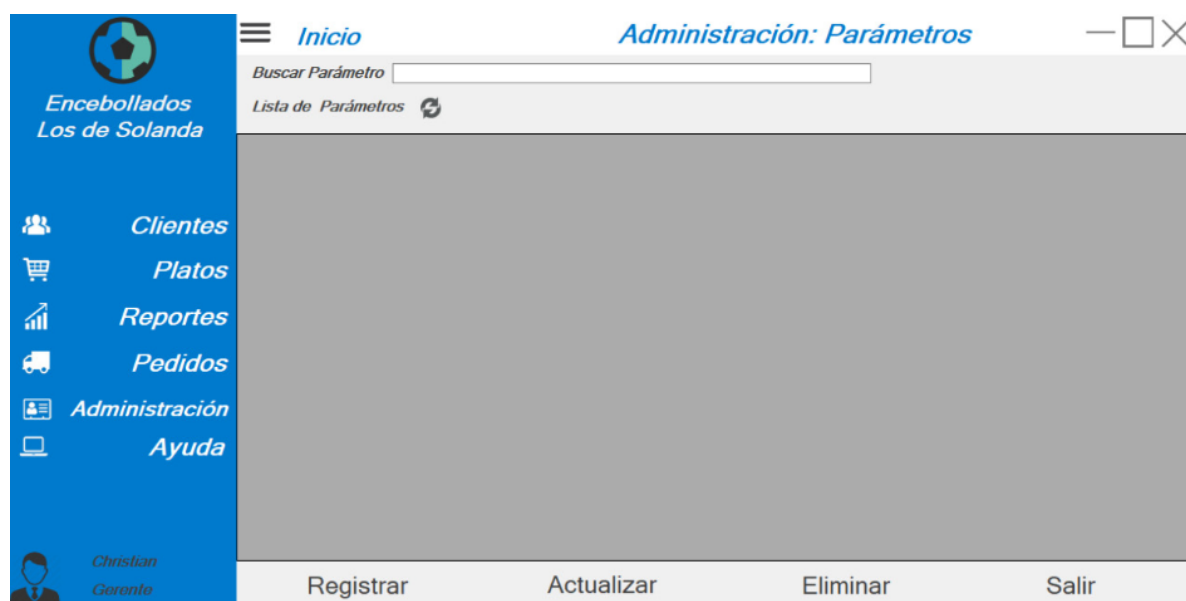 Encebollados
Los de Solanda
Clientes
Platos
Reportes
Pedidos
Administración
Ayuda
Christian
Gerente
Inicio
Administración: Parámetros
Buscar Parámetro
Lista de Parámetros
Registrar
Actualizar
Eliminar
Salir